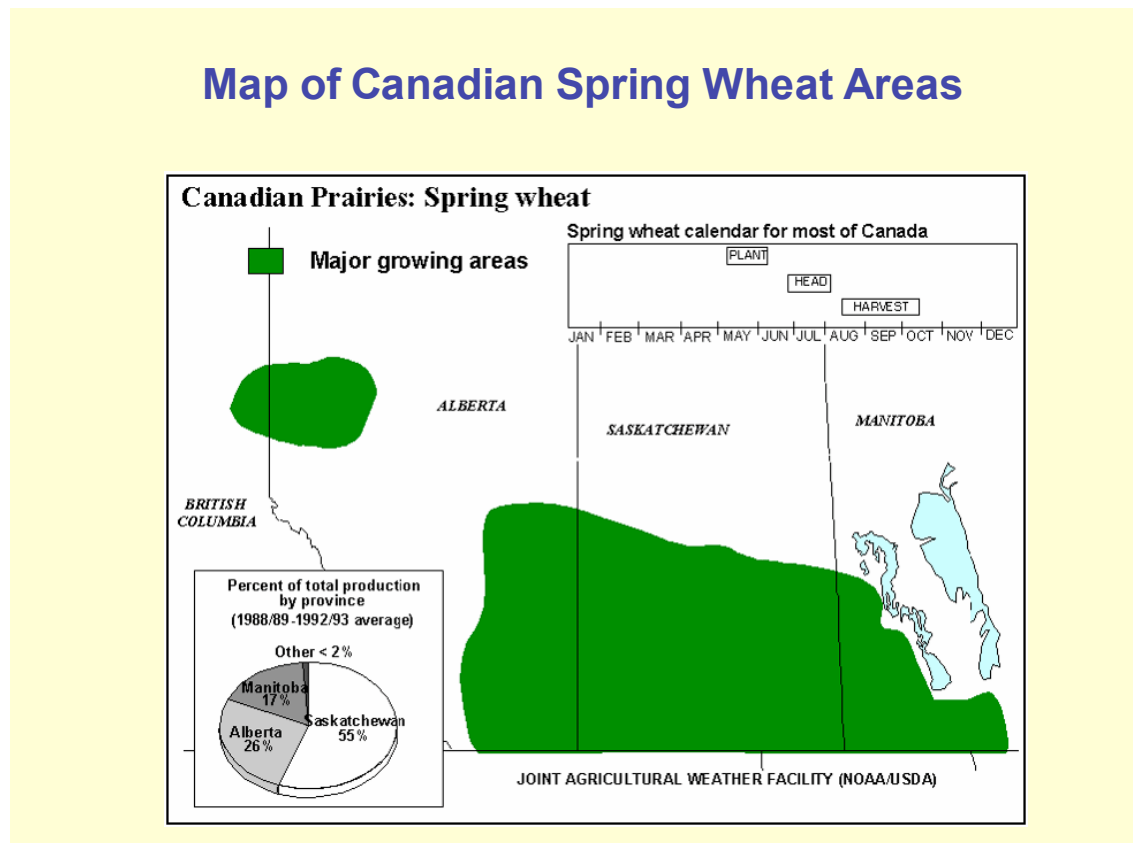 Map of Canadian Spring Wheat Areas
Canadian Prairies: Spring wheat
Major growing areas
Spring wheat calendar for most of Canada
PLANT
HEAD
HARVEST
JAN FEB MAR APR MAY JUN JUL AUG SEP OCT NOV DEC
ALBERTA
SASKATCHEWAN
MANITOBA
BRITISH
COLUMBIA
Percent of total production
by province
(1988/89-1992/93 average)
Other < 2%
Manitoba
17%
Saskatchewan
55%
Alberta
26%
JOINT AGRICULTURAL WEATHER FACILITY (NOAA/USDA)